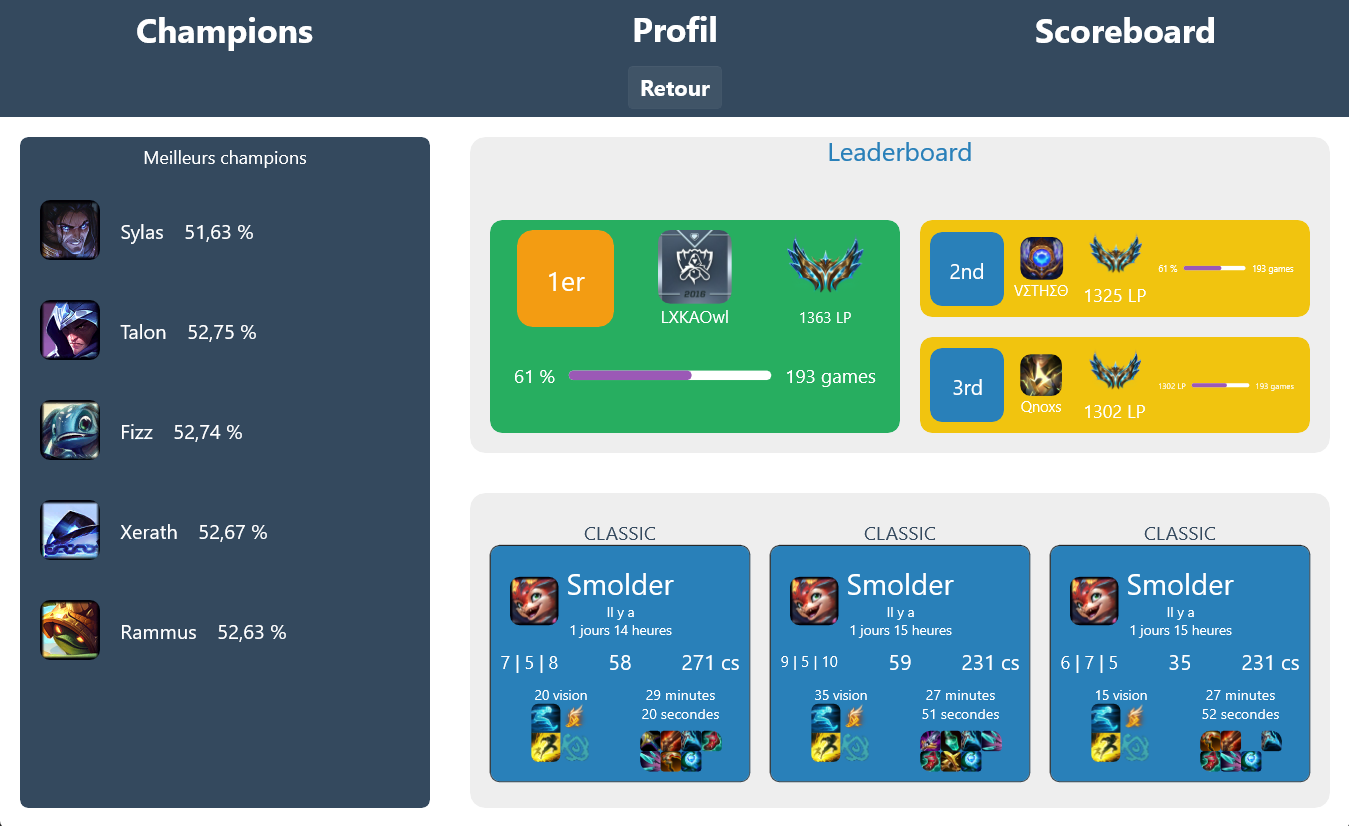 Champions
Profil
Scoreboard
Retour
Meilleurs champions
Sylas 51,63 %
Talon 52,75 %
Fizz 52,74 %
Xerath 52,67 %
Rammus 52,63 %
Leaderboard
1er
2016
LXKAOwl
1363 LP
61 %
193 games
2nd
VΣTHΣΘ
1325 LP
61 %
193 games
3rd
Qnoxs
1302 LP
1302 LP
193 games
CLASSIC
Smolder
Il y a
1 jours 14 heures
7 | 5 | 8
58
271 cs
20 vision
29 minutes
20 secondes
CLASSIC
Smolder
Il y a
1 jours 15 heures
9 | 5 | 10
59
231 cs
35 vision
27 minutes
51 secondes
CLASSIC
Smolder
Il y a
1 jours 15 heures
6 | 7 | 5
35
231 cs
15 vision
27 minutes
52 secondes